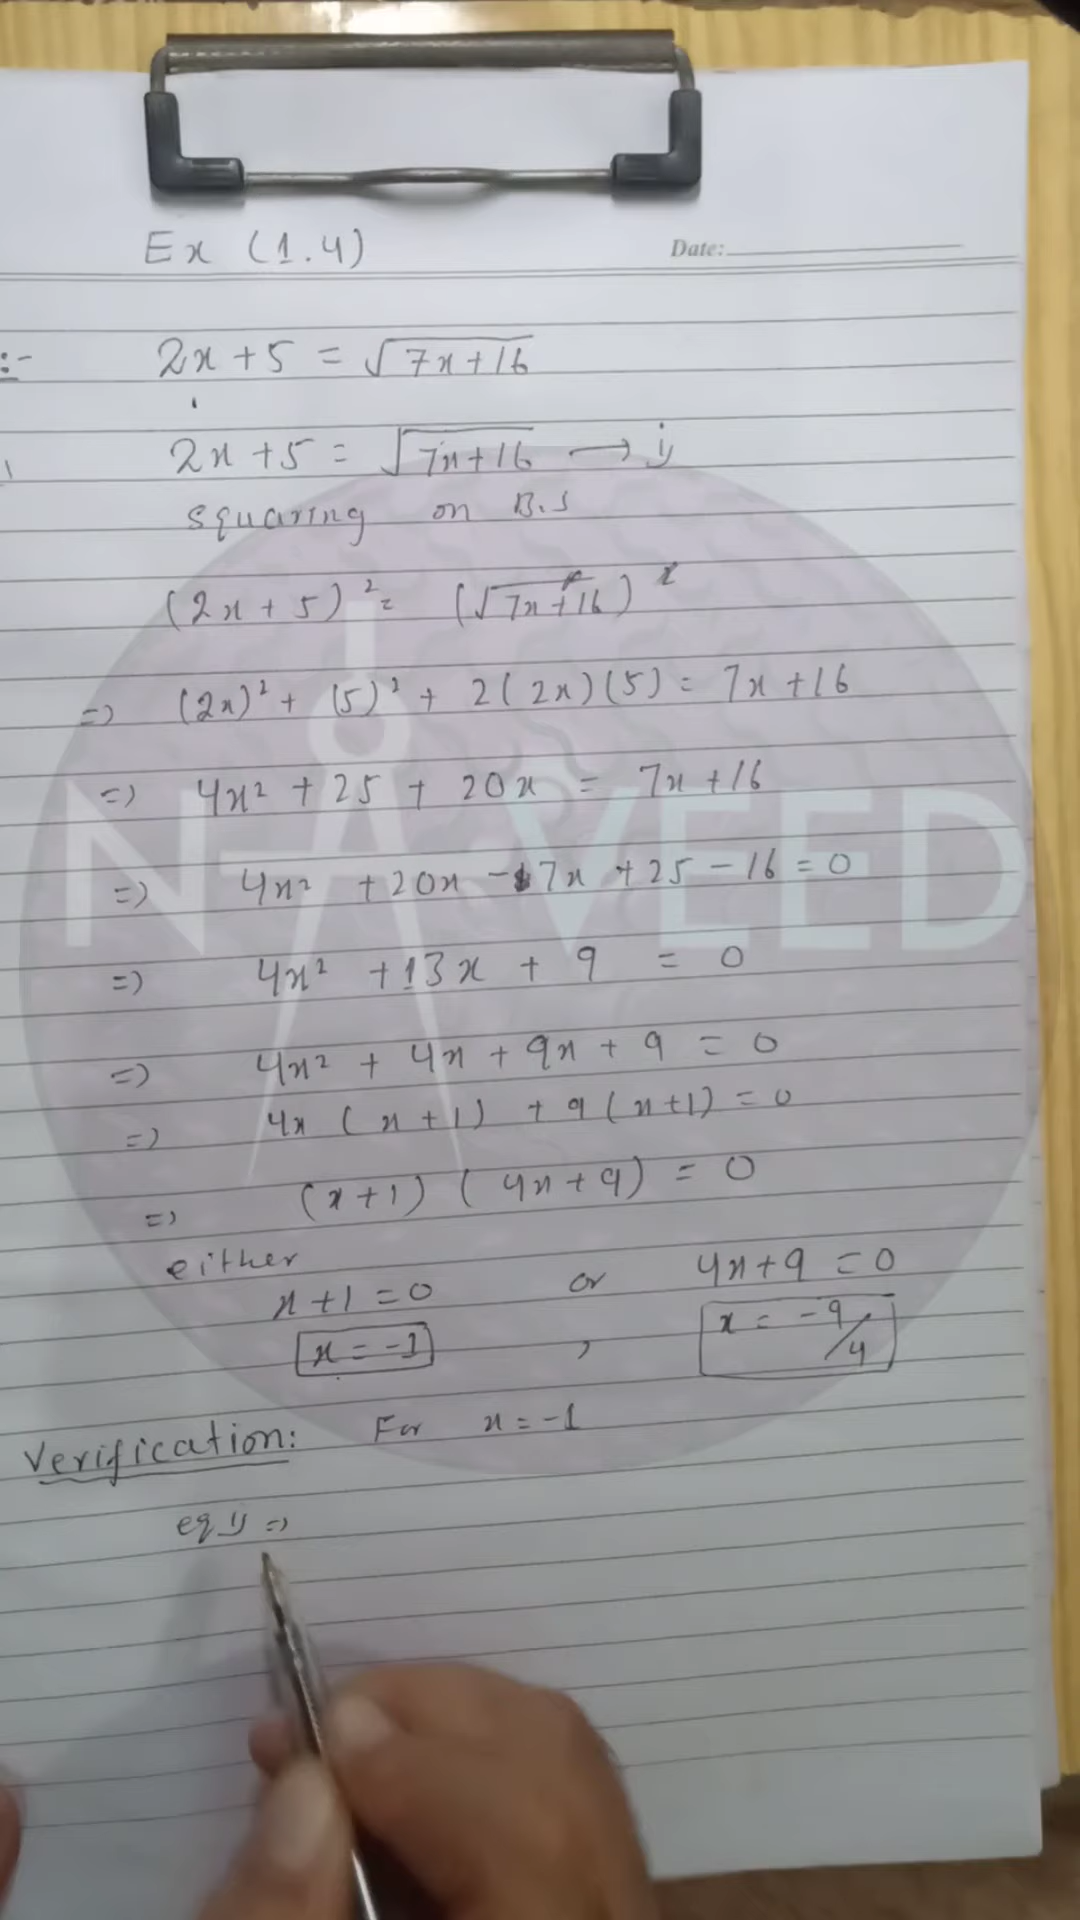 Ex (1.4)
Date:
:- 2x+5 = √7x+16
2x+5 = √7x+16 → i)
squaring on B.S
(2x+5)² = (√7x+16)²
=> (2x)² + (5)² + 2(2x)(5) = 7x+16
=> 4x² + 25 + 20x = 7x+16
=> 4x² + 20x - 7x + 25 - 16 = 0
=> 4x² + 13x + 9 = 0
=> 4x² + 4x + 9x + 9 = 0
=> 4x (x+1) + 9 (x+1) = 0
=> (x+1) (4x+9) = 0
either
x+1 = 0 or 4x+9 = 0
x = -1 , x = -9/4
Verification: For x = -1
eq i) =>
NAVEED